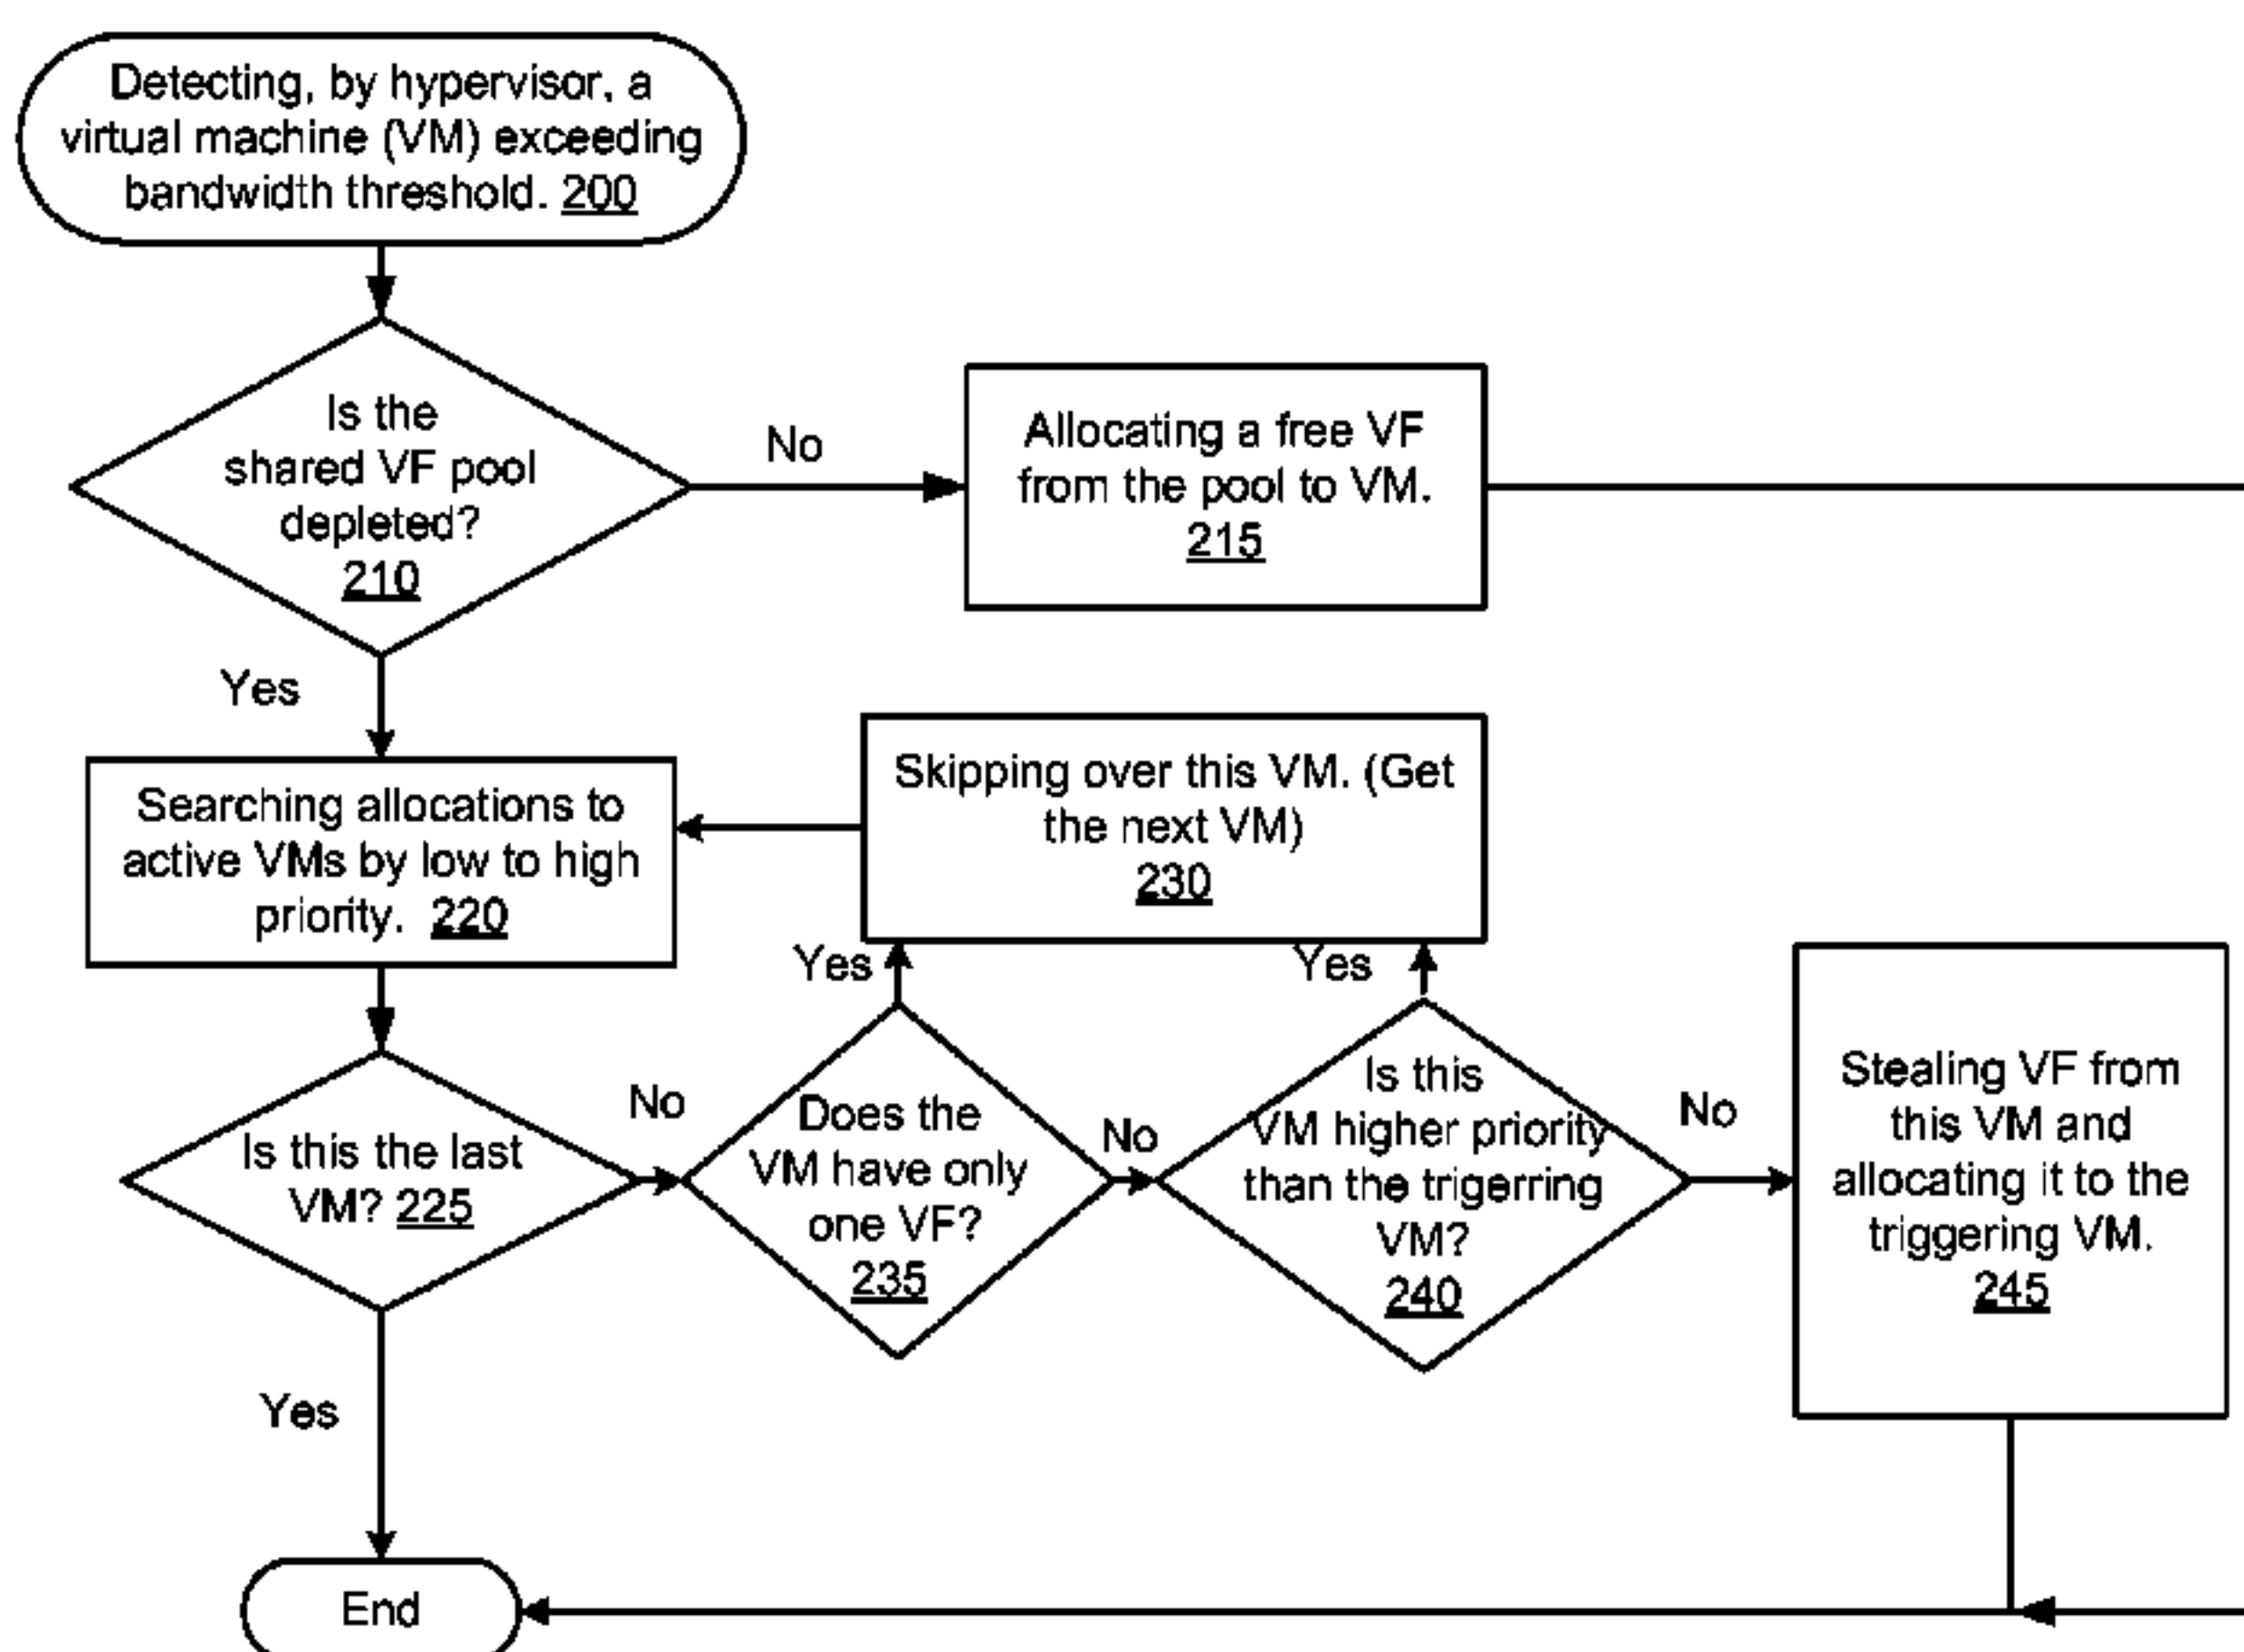 Detecting, by hypervisor, a
virtual machine (VM) exceeding
bandwidth threshold. 200
Is the
shared VF pool
depleted?
210
No
Allocating a free VF
from the pool to VM.
215
Yes
Searching allocations to
active VMs by low to high
priority. 220
Skipping over this VM. (Get
the next VM)
230
Yes
Yes
Is this the last
VM? 225
No
Does the
VM have only
one VF?
235
No
Is this
VM higher priority
than the trigerring
VM?
240
No
Stealing VF from
this VM and
allocating it to the
triggering VM.
245
Yes
End